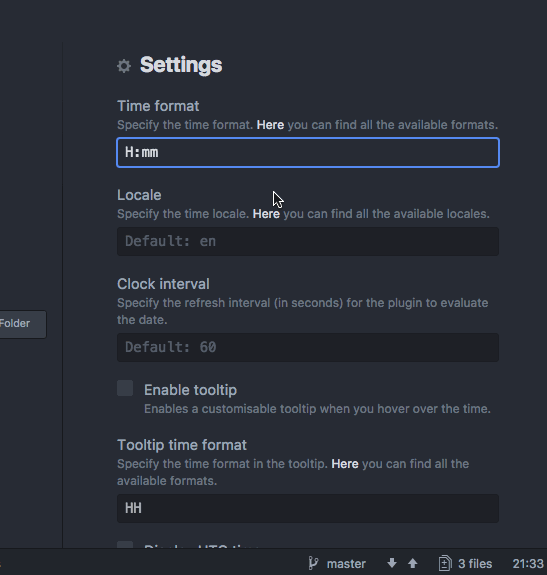 Settings
Time format
Specify the time format. Here you can find all the available formats.
H:mm
Locale
Specify the time locale. Here you can find all the available locales.
Default: en
Clock interval
Specify the refresh interval (in seconds) for the plugin to evaluate
the date.
Default: 60
Folder
Enable tooltip
Enables a customisable tooltip when you hover over the time.
Tooltip time format
Specify the time format in the tooltip. Here you can find all the
available formats.
HH
Display UTC time
master
3 files
21:33